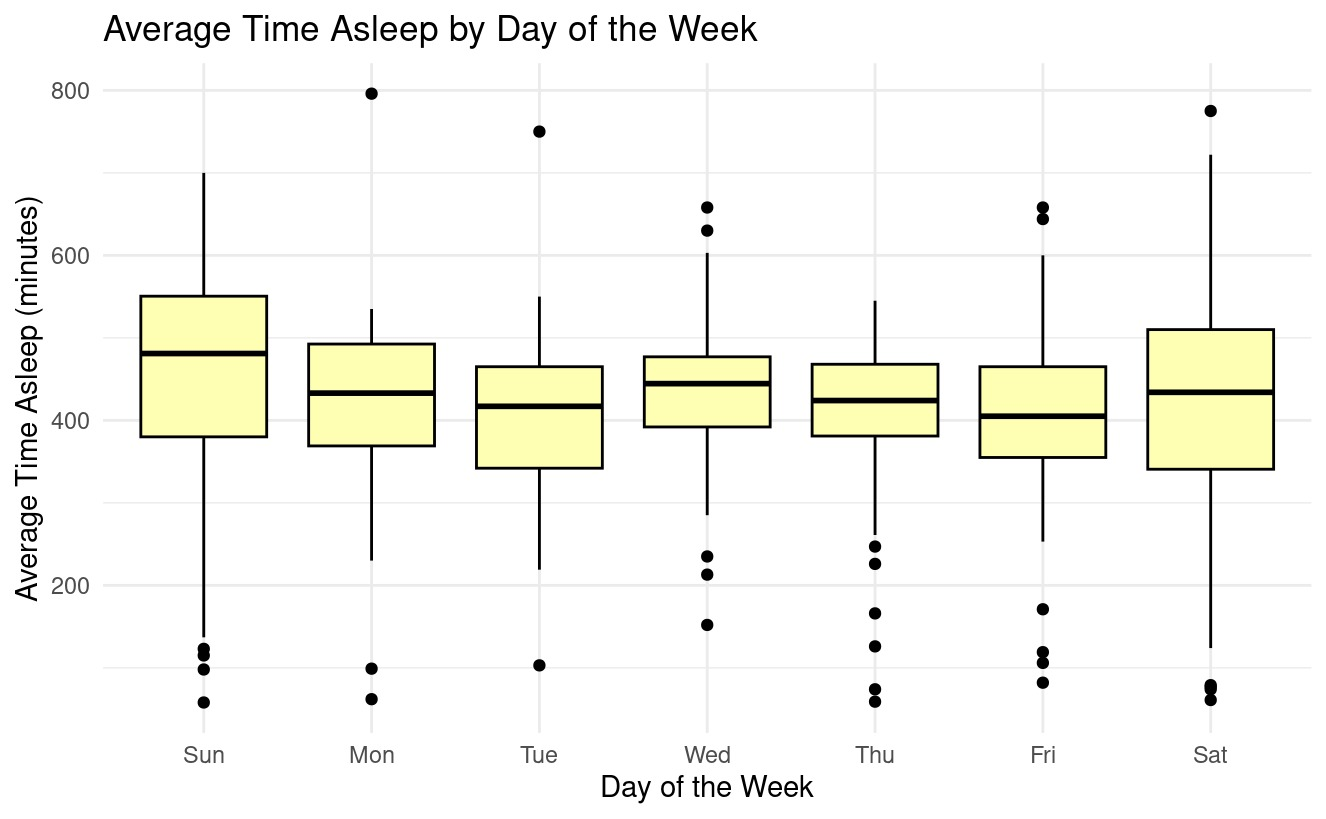 Average Time Asleep by Day of the Week
Average Time Asleep (minutes)
800
600
400
200
Sun Mon Tue Wed Thu Fri Sat
Day of the Week